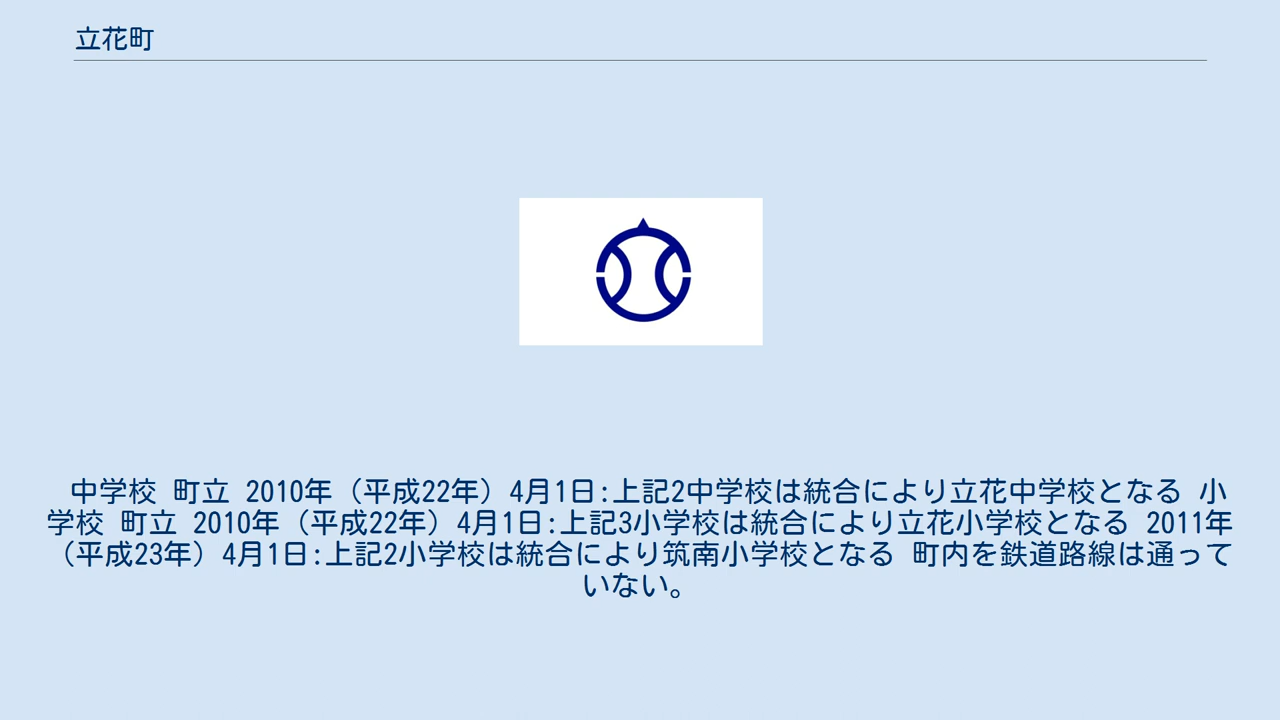 立花町
中学校 町立 2010年（平成22年）4月1日:上記2中学校は統合により立花中学校となる 小
学校 町立 2010年（平成22年）4月1日:上記3小学校は統合により立花小学校となる 2011年
（平成23年）4月1日:上記2小学校は統合により筑南小学校となる 町内を鉄道路線は通って
いない。